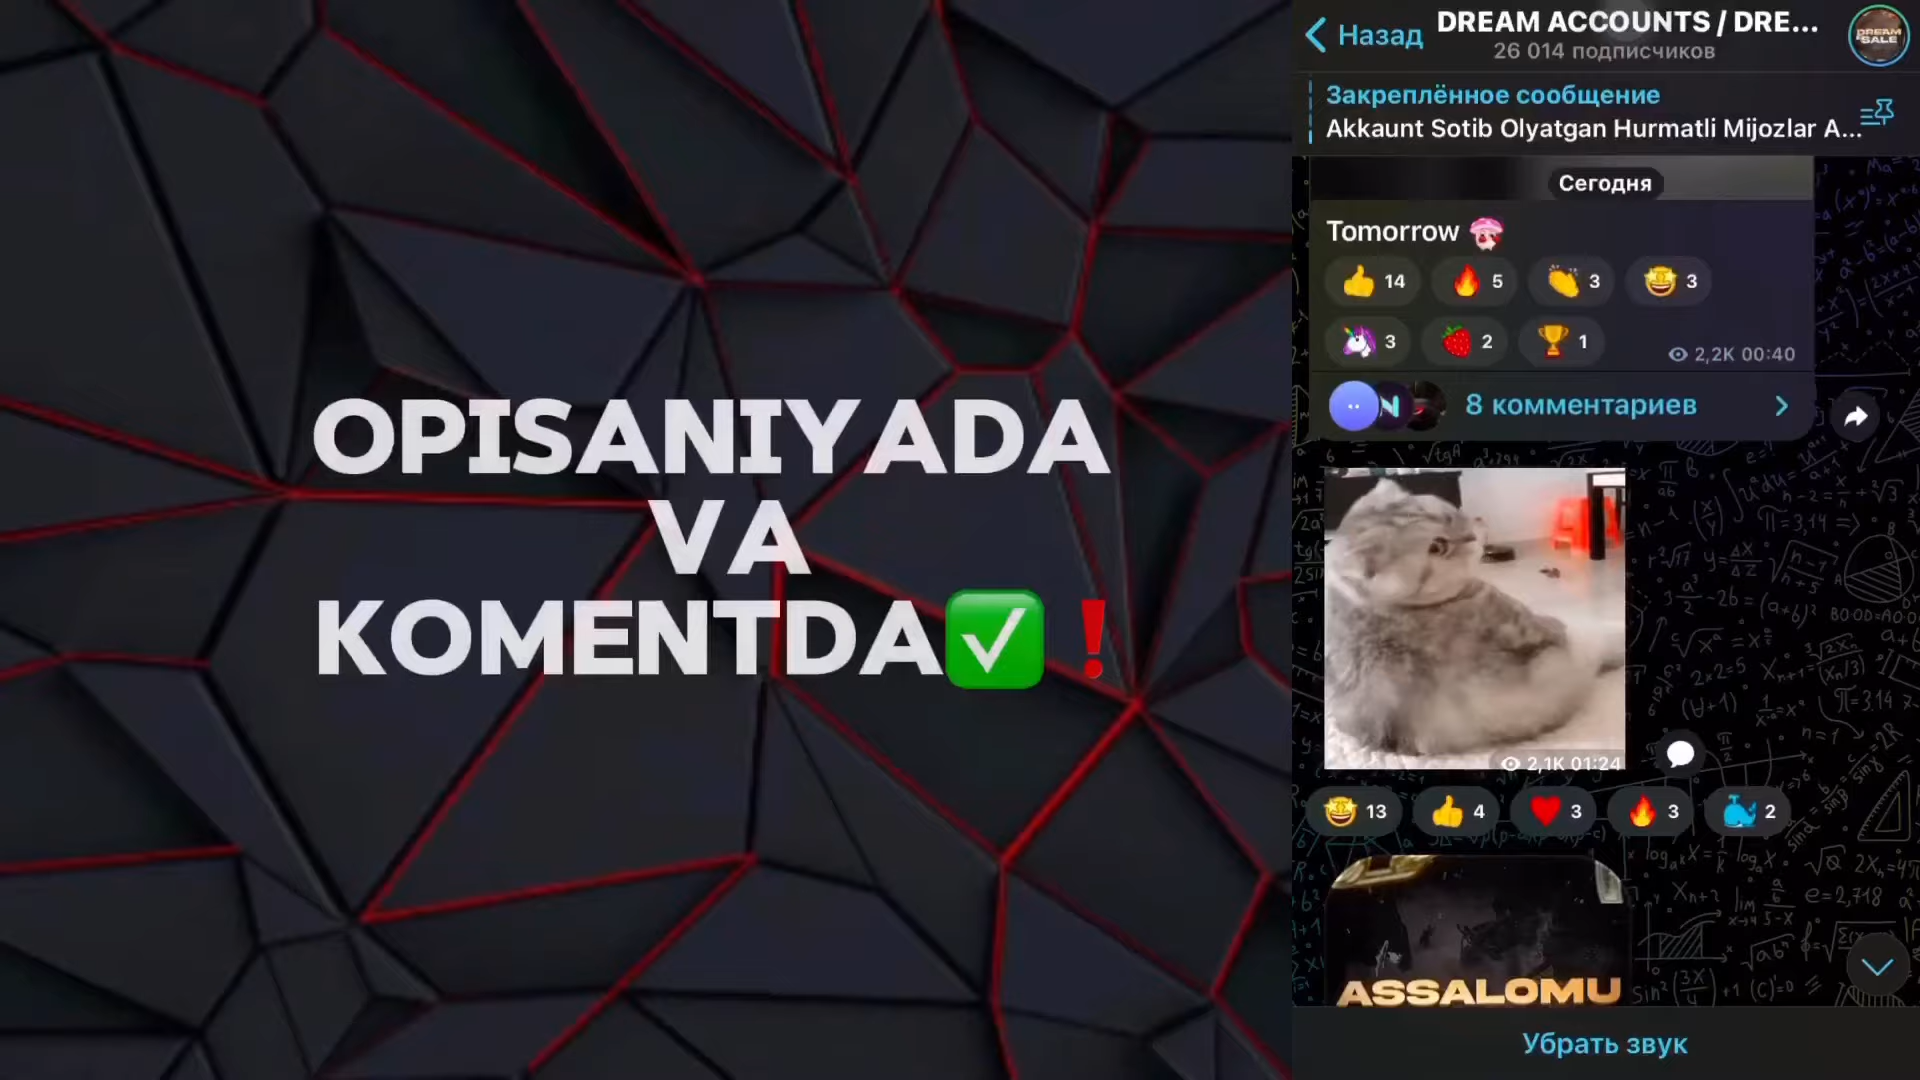 OPISANIYADA
VA
KOMENTDA✅❗
Назад
DREAM ACCOUNTS / DRE...
26 014 подписчиков
DREAM
SALE
Закреплённое сообщение
Akkaunt Sotib Olyatgan Hurmatli Mijozlar A...
Сегодня
Tomorrow
👍 14 🔥 5 👏 3 🤩 3
🦄 3 🍓 2 🏆 1
2,2K 00:40
8 комментариев
2,1K 01:24
🤩 13 👍 4 ❤️ 3 🔥 3 🐳 2
ASSALOMU
Убрать звук